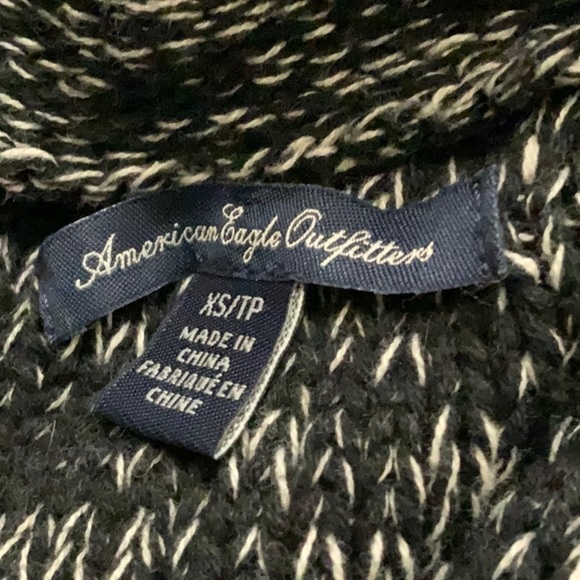 American Eagle Outfitters
XS/TP
MADE IN
CHINA
FABRIQUÉ EN
CHINE